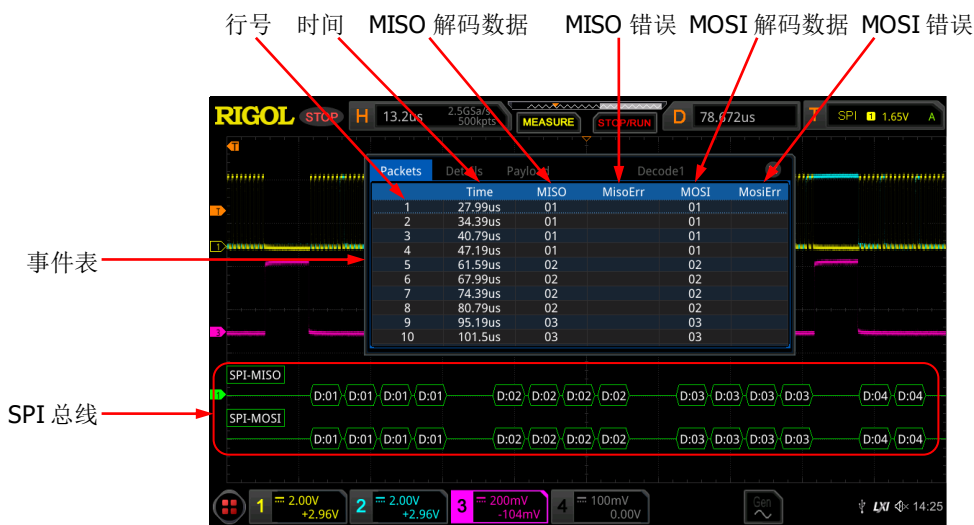 行号 时间 MISO 解码数据 MISO 错误 MOSI 解码数据 MOSI 错误
RIGOL STOP H 13.2us 2.5GSa/s 500kpts MEASURE STOP/RUN D 78.672us T SPI 1 1.65V A
T
Packets Details Payload Decode1
Time MISO MisoErr MOSI MosiErr
1 27.99us 01 01
2 34.39us 01 01
3 40.79us 01 01
4 47.19us 01 01
5 61.59us 02 02
6 67.99us 02 02
7 74.39us 02 02
8 80.79us 02 02
9 95.19us 03 03
10 101.5us 03 03
T
1
事件表
3
SPI-MISO
1 D:01 D:01 D:01 D:01 D:02 D:02 D:02 D:02 D:03 D:03 D:03 D:03 D:04 D:04
SPI 总线
SPI-MOSI
D:01 D:01 D:01 D:01 D:02 D:02 D:02 D:02 D:03 D:03 D:03 D:03 D:04 D:04
1 2.00V +2.96V 2 2.00V +2.96V 3 200mV -104mV 4 100mV 0.00V Gen LXI 14:25